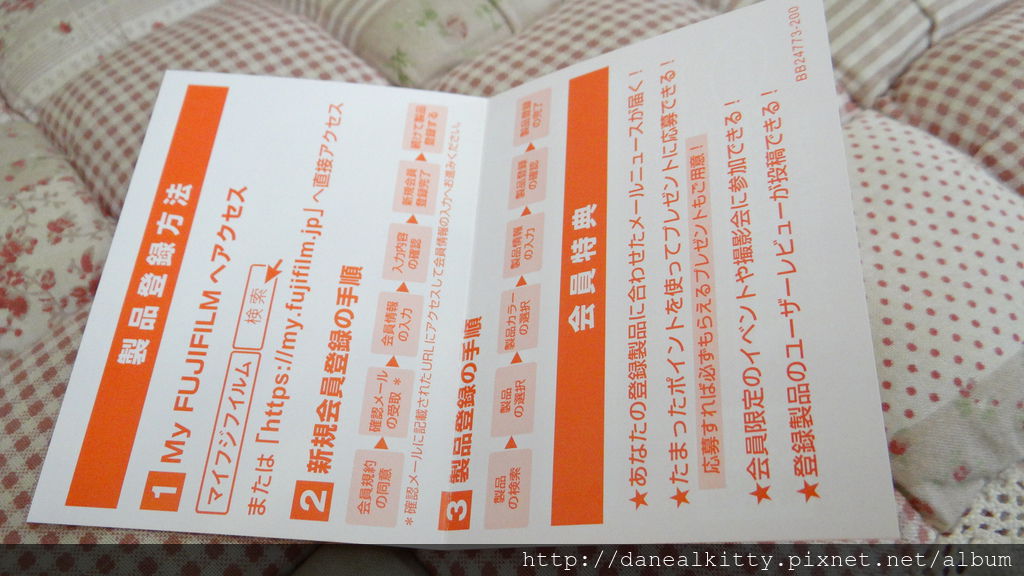 製品登録方法
1 My FUJIFILM へアクセス
マイフジフイルム 検索
または「https://my.fujifilm.jp」へ直接アクセス
2 新規会員登録の手順
会員規約の同意 ▶ 確認メールの受取＊ ▶ 会員情報の入力 ▶ 入力内容の確認 ▶ 新規会員登録完了 ▶ 続けて製品登録する
＊確認メールに記載されたURLにアクセスして会員情報の入力へお進みください。
3 製品登録の手順
製品の検索 ▶ 製品の選択 ▶ 製品カラーの選択 ▶ 製品情報の入力 ▶ 製品登録の確認 ▶ 製品登録の完了
会員特典
★あなたの登録製品に合わせたメールニュースが届く！
★たまったポイントを使ってプレゼントに応募できる！
応募すれば必ずもらえるプレゼントもご用意！
★会員限定のイベントや撮影会に参加できる！
★登録製品のユーザーレビューが投稿できる！
BB24773-200
http://danealkitty.pixnet.net/album